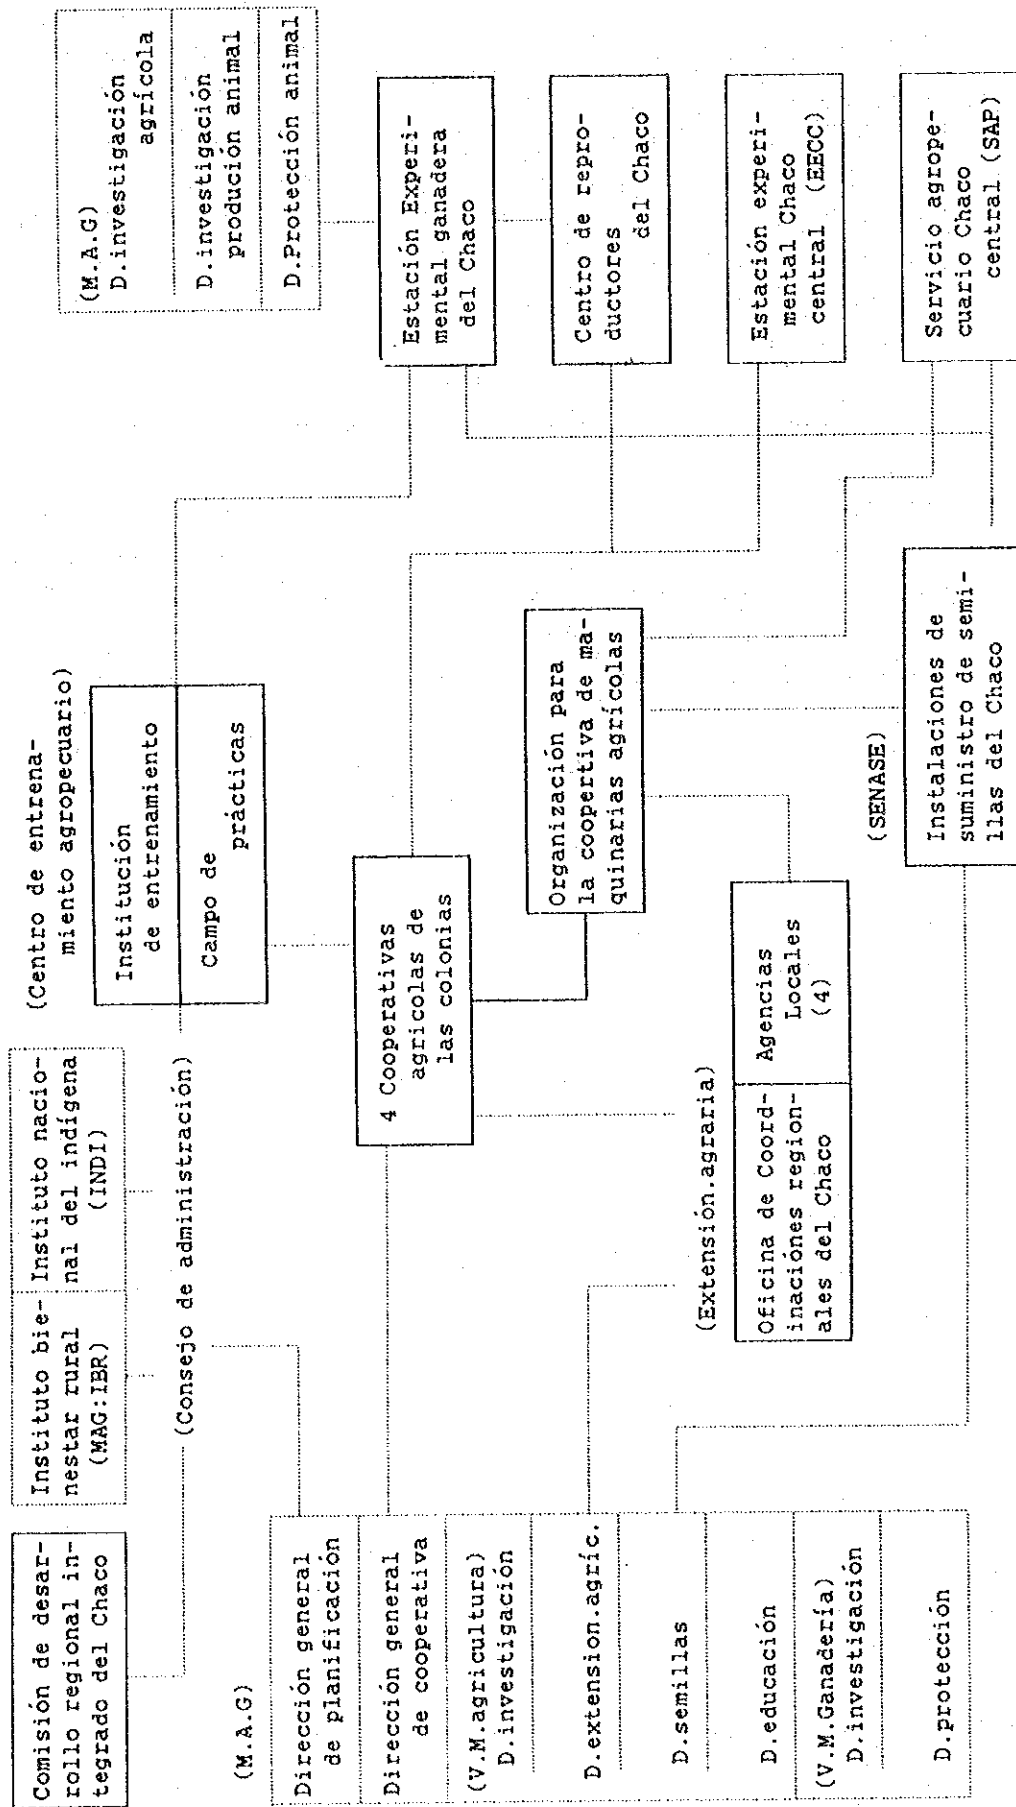 Comisión de desar-
rollo regional in-
tegrado del Chaco
Instituto bie-
nestar rural
(MAG:IBR)
Instituto nacio-
nal del indígena
(INDI)
(Consejo de administración)
(Centro de entrena-
miento agropecuario)
Institución
de entrenamiento
Campo de
pràcticas
(M.A.G)
D.investigación
agrícola
D.investigación
produción animal
D.Protección animal
(M.A.G)
Dirección general
de planificación
Dirección general
de cooperativa
(V.M.agricultura)
D.investigación
D.extension.agríc.
D.semillas
D.educación
(V.M.Ganadería)
D.investigación
D.protección
4 Cooperativas
agrícolas de
las colonias
Organización para
la coopertiva de ma-
quinarias agrícolas
(Extensión.agraria)
Oficina de Coord-
inaciónes region-
ales del Chaco
Agencias
Locales
(4)
(SENASE)
Instalaciones de
suministro de semi-
llas del Chaco
Estación Experi-
mental ganadera
del Chaco
Centro de repro-
ductores
del Chaco
Estación experi-
mental Chaco
central (EECC)
Servicio agrope-
cuario Chaco
central (SAP)